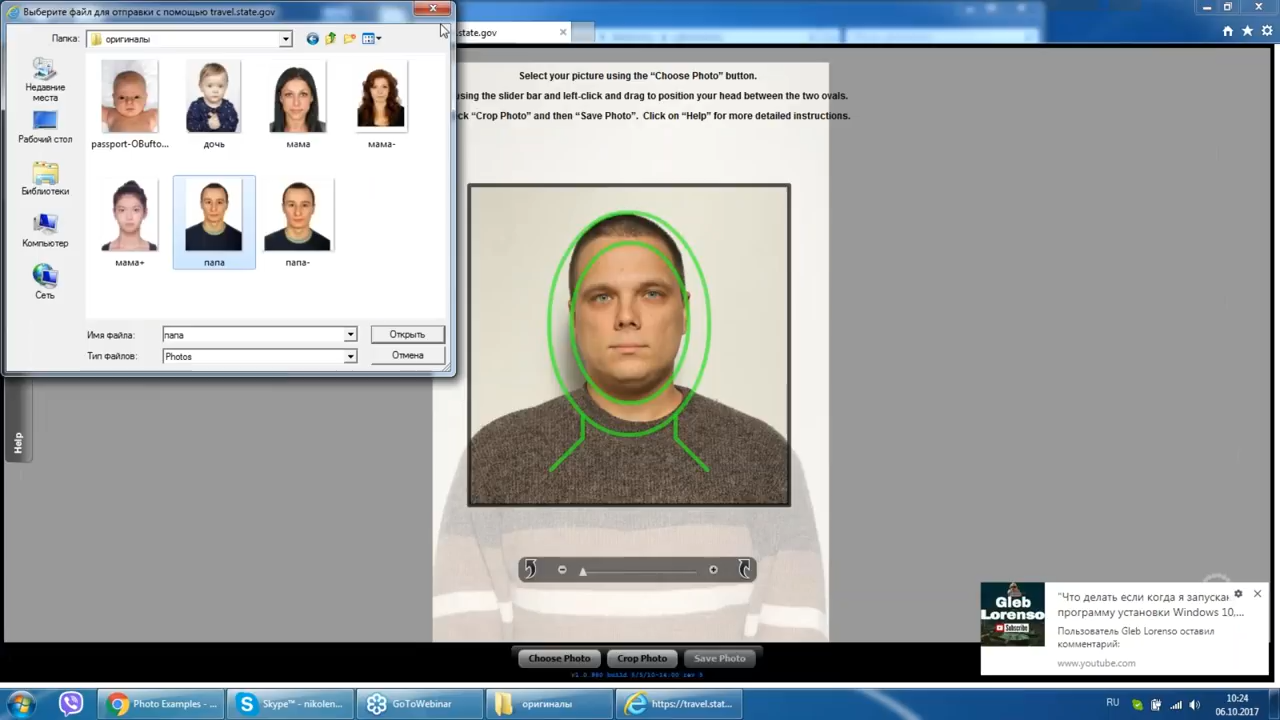 Выберите файл для отправки с помощью travel.state.gov
Папка:
оригиналы
Недавние места
Рабочий стол
Библиотеки
Компьютер
Сеть
passport-OBufto...
дочь
мама
мама-
мама+
папа
папа-
Имя файла:
папа
Открыть
Тип файлов:
Photos
Отмена
.state.gov
Select your picture using the “Choose Photo” button.
using the slider bar and left-click and drag to position your head between the two ovals.
ck “Crop Photo” and then “Save Photo”. Click on “Help” for more detailed instructions.
Help
Choose Photo
Crop Photo
Save Photo
Gleb
Lorenso
Subscribe
"Что делать если когда я запускаю
программу установки Windows 10,...
Пользователь Gleb Lorenso оставил
комментарий:
www.youtube.com
Photo Examples - ...
Skype™ - nikolen...
GoToWebinar
оригиналы
https://travel.stat...
RU
10:24
06.10.2017